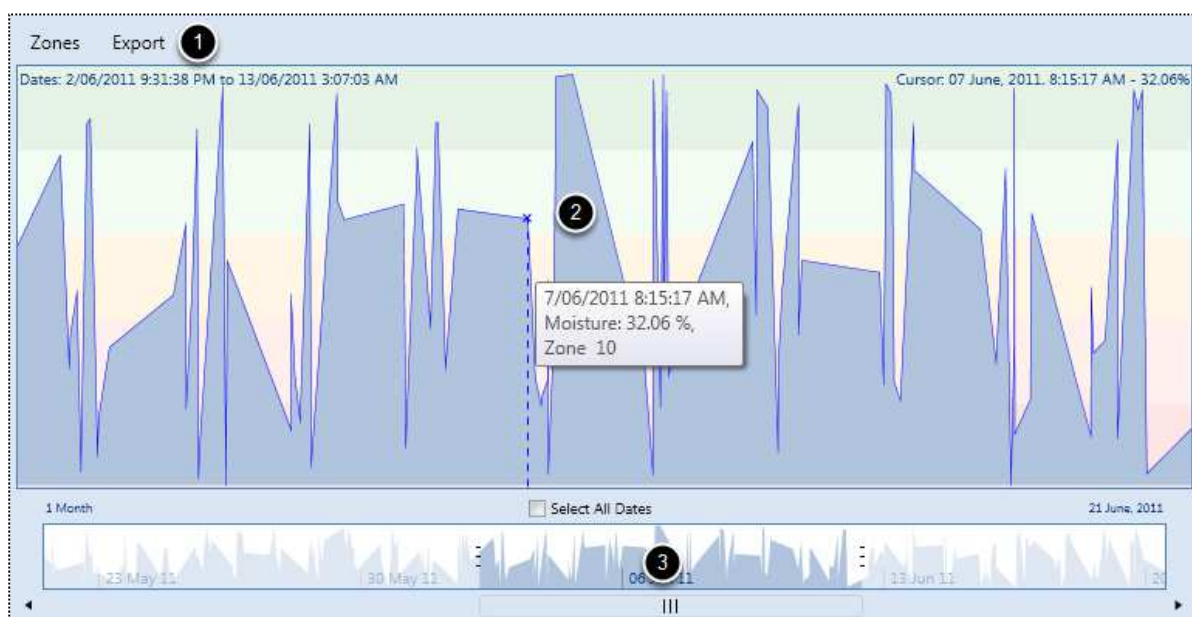 Zones Export 1
Dates: 2/06/2011 9:31:38 PM to 13/06/2011 3:07:03 AM Cursor: 07 June, 2011. 8:15:17 AM - 32.06%
2
7/06/2011 8:15:17 AM,
Moisture: 32.06 %,
Zone 10
1 Month Select All Dates 21 June, 2011
3
23 May 11 30 May 11 06 11 13 Jun 11 20